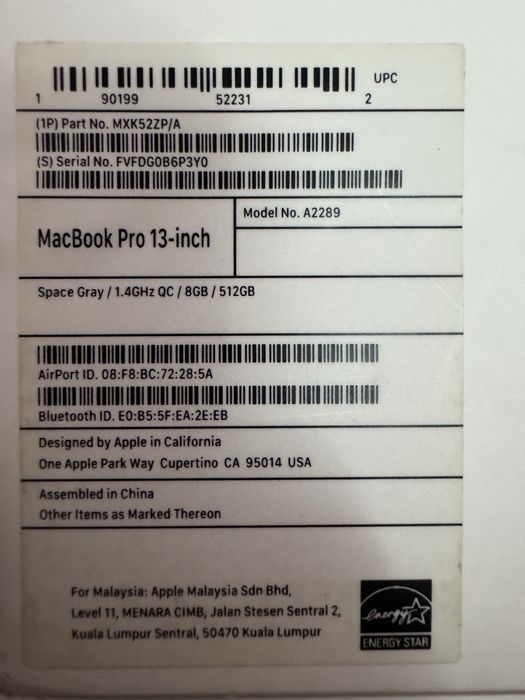 UPC
1 90199 52231 2
(1P) Part No. MXK52ZP/A
(S) Serial No. FVFDG0B6P3Y0
MacBook Pro 13-inch
Model No. A2289
Space Gray / 1.4GHz QC / 8GB / 512GB
AirPort ID. 08:F8:BC:72:28:5A
Bluetooth ID. E0:B5:5F:EA:2E:EB
Designed by Apple in California
One Apple Park Way Cupertino CA 95014 USA
Assembled in China
Other Items as Marked Thereon
For Malaysia: Apple Malaysia Sdn Bhd,
Level 11, MENARA CIMB, Jalan Stesen Sentral 2,
Kuala Lumpur Sentral, 50470 Kuala Lumpur
energy
ENERGY STAR